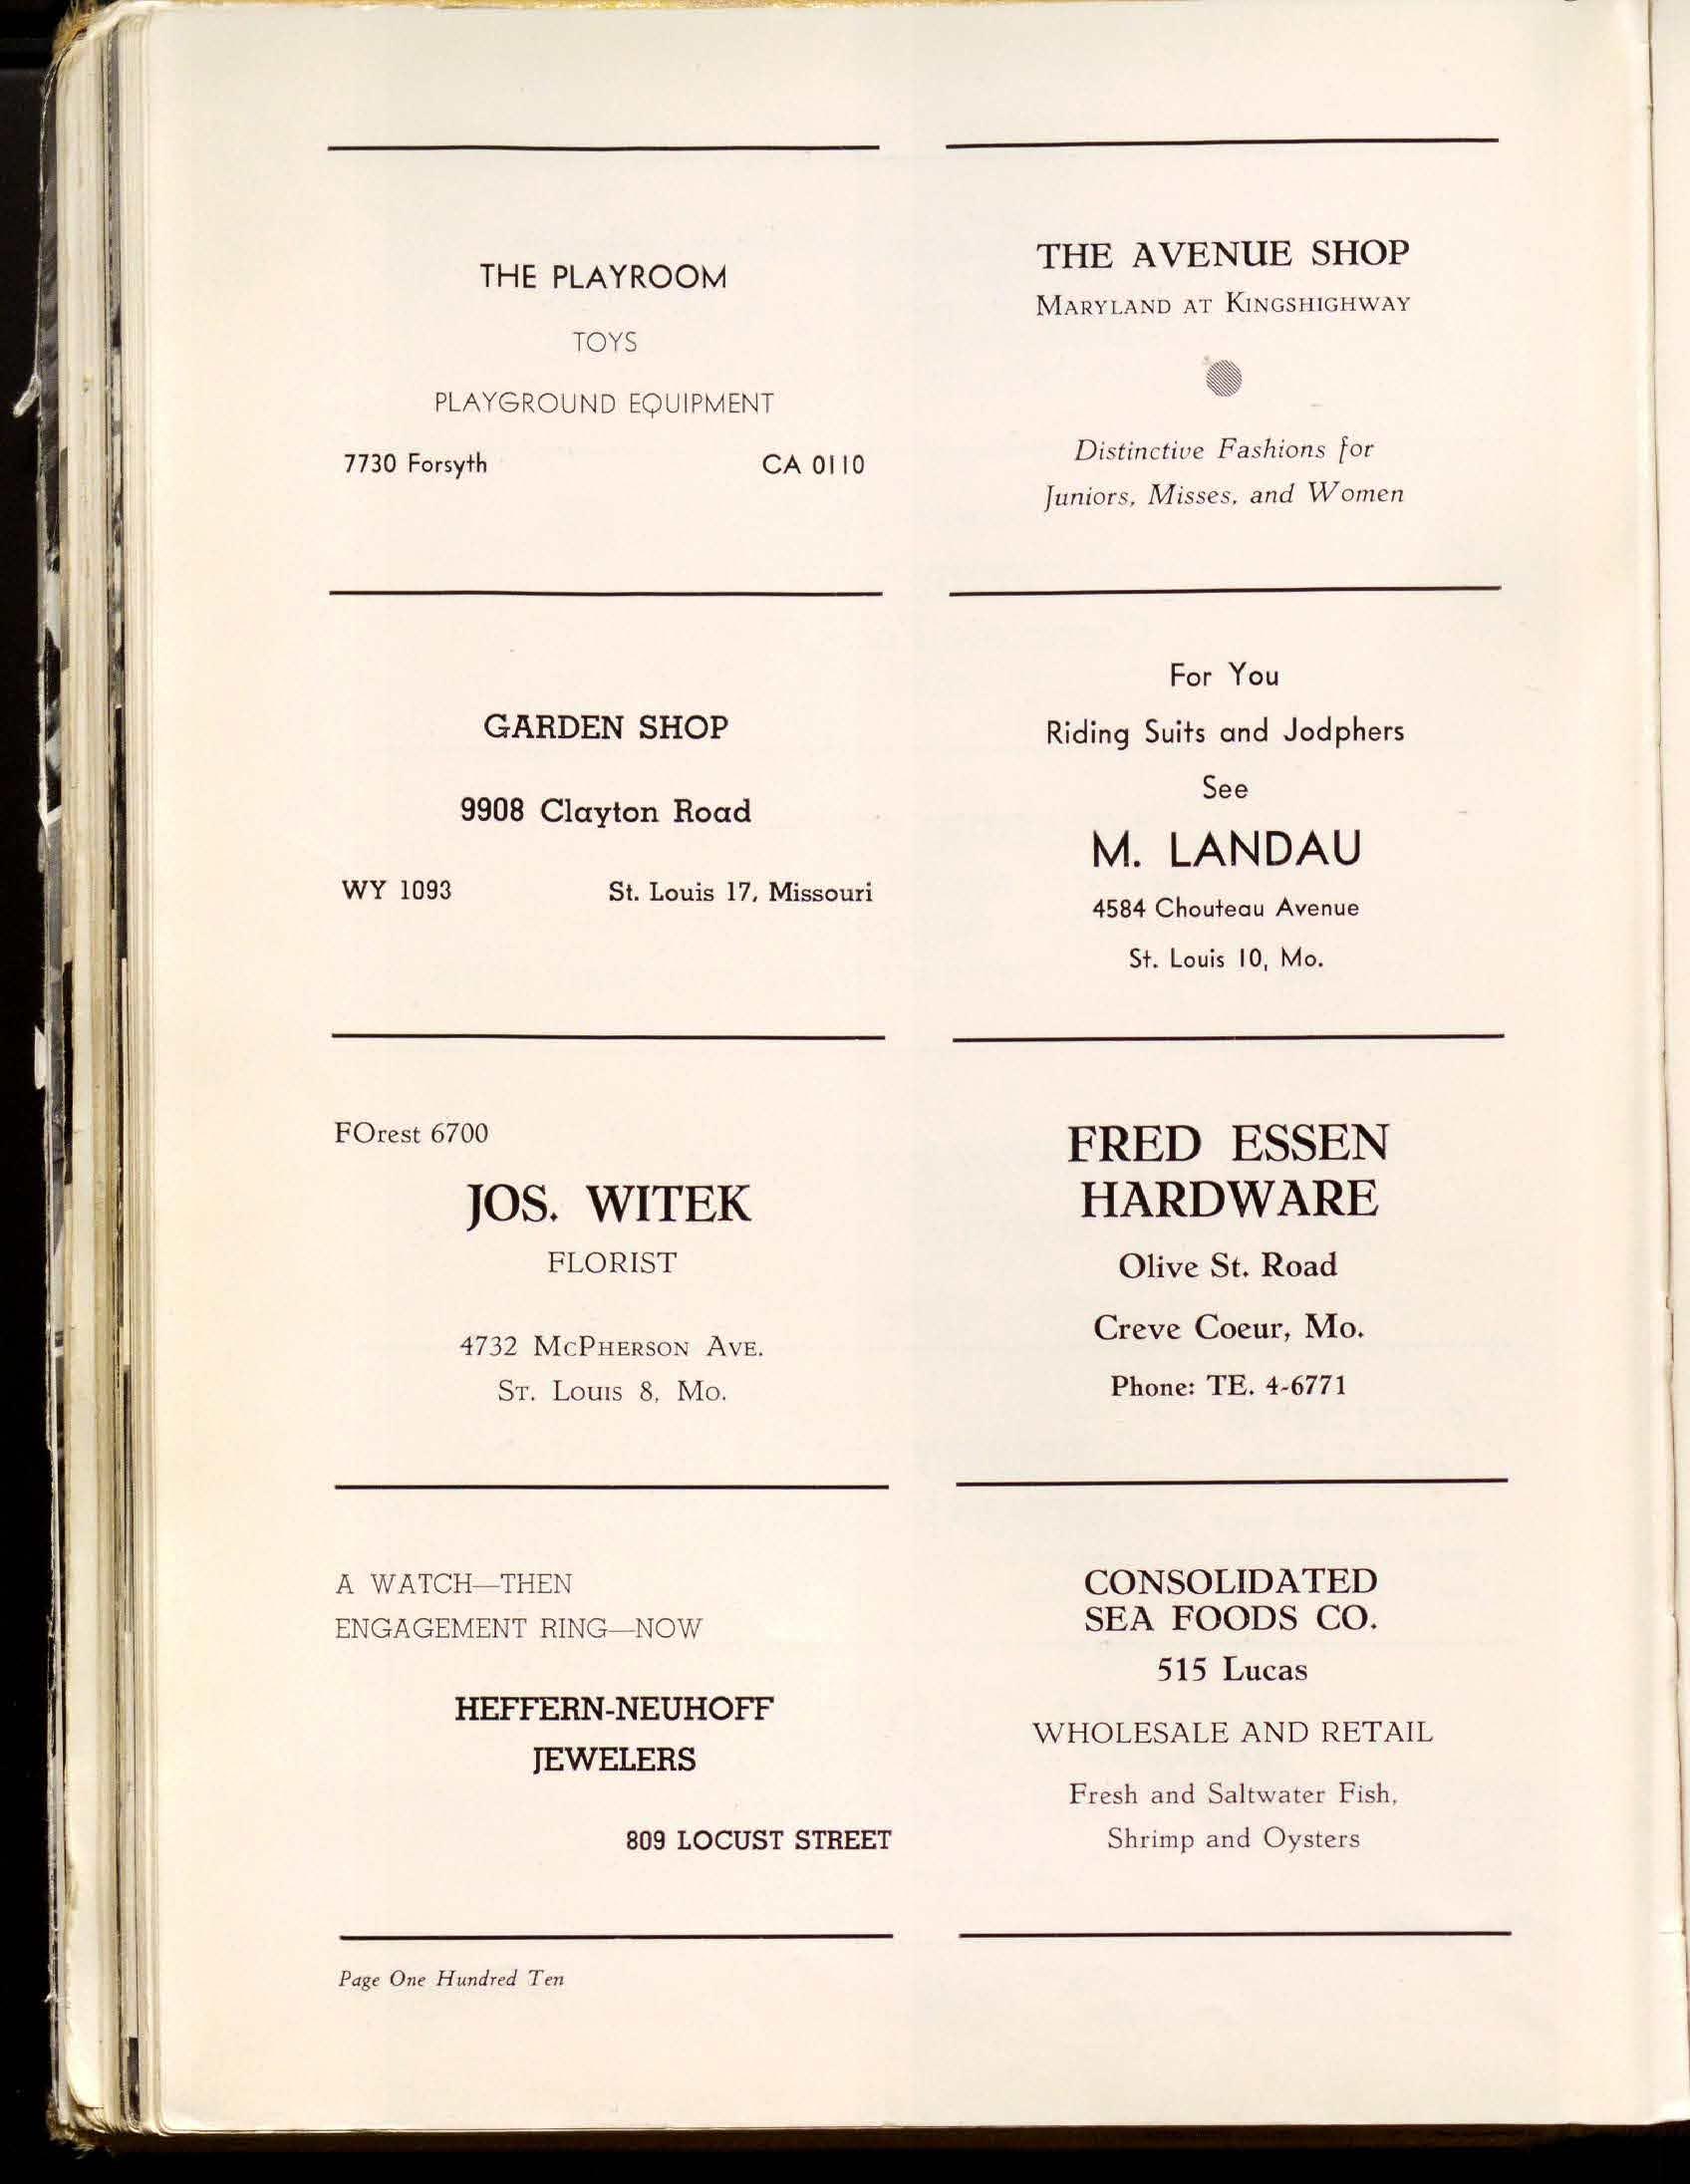 THE PLAYROOM
TOYS
PLAYGROUND EQUIPMENT
7730 Forsyth CA 0110
GARDEN SHOP
9908 Clayton Road
WY 1093 St. Louis 17, Missouri
FOrest 6700
JOS. WITEK
FLORIST
4732 McPHERSON AVE.
ST. LOUIS 8, MO.
A WATCH—THEN
ENGAGEMENT RING—NOW
HEFFERN-NEUHOFF
JEWELERS
809 LOCUST STREET
THE AVENUE SHOP
MARYLAND AT KINGSHIGHWAY
Distinctive Fashions for
Juniors, Misses, and Women
For You
Riding Suits and Jodphers
See
M. LANDAU
4584 Chouteau Avenue
St. Louis 10, Mo.
FRED ESSEN
HARDWARE
Olive St. Road
Creve Coeur, Mo.
Phone: TE. 4-6771
CONSOLIDATED
SEA FOODS CO.
515 Lucas
WHOLESALE AND RETAIL
Fresh and Saltwater Fish,
Shrimp and Oysters
Page One Hundred Ten